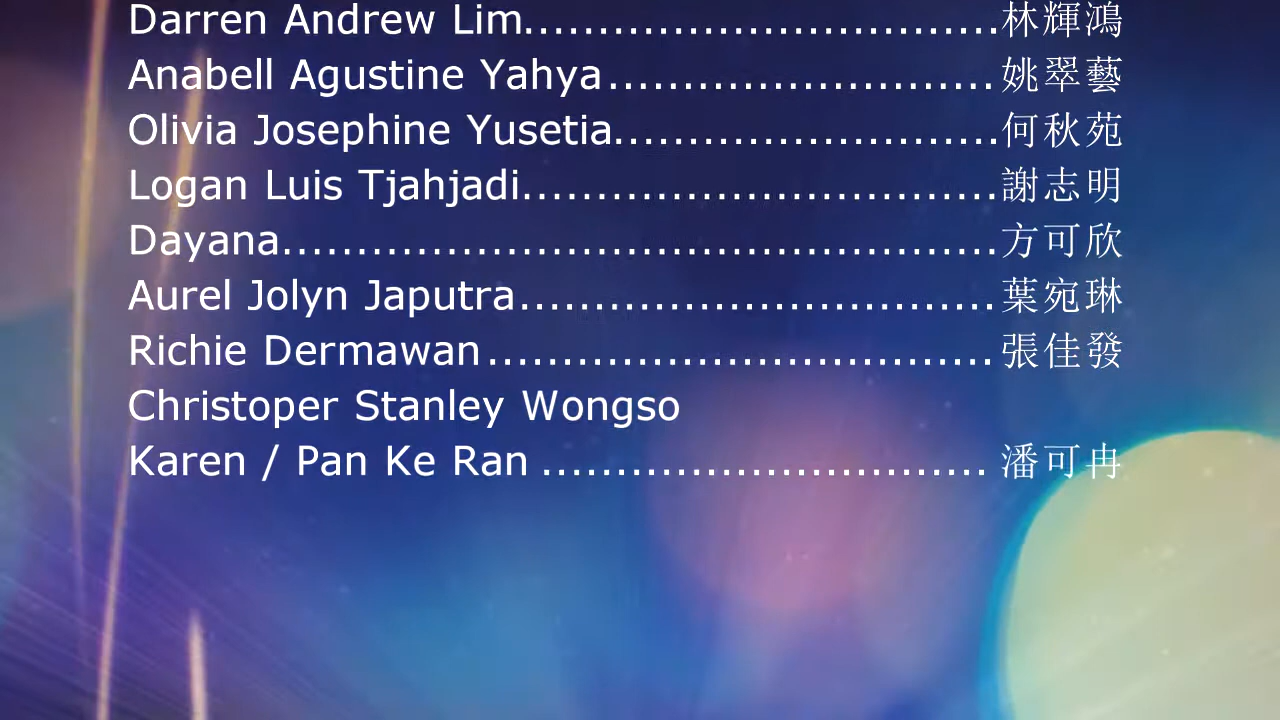 Darren Andrew Lim................................林輝鴻
Anabell Agustine Yahya..........................姚翠藝
Olivia Josephine Yusetia..........................何秋苑
Logan Luis Tjahjadi................................謝志明
Dayana................................................方可欣
Aurel Jolyn Japutra................................葉宛琳
Richie Dermawan..................................張佳發
Christoper Stanley Wongso
Karen / Pan Ke Ran .............................. 潘可冉